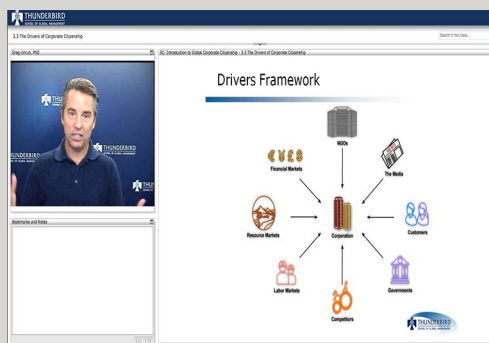 THUNDERBIRD
SCHOOL OF GLOBAL MANAGEMENT
3.3 The Drivers of Corporate Citizenship
Search in this class...
Greg Unruh, PhD
EC- Introduction to Global Corporate Citizenship - 3.3 The Drivers of Corporate Citizenship
THUNDERBIRD
Drivers Framework
NGOs
Financial Markets
The Media
Resource Markets
Corporation
Customers
Labor Markets
Governments
Competitors
THUNDERBIRD
Bookmarks and Notes